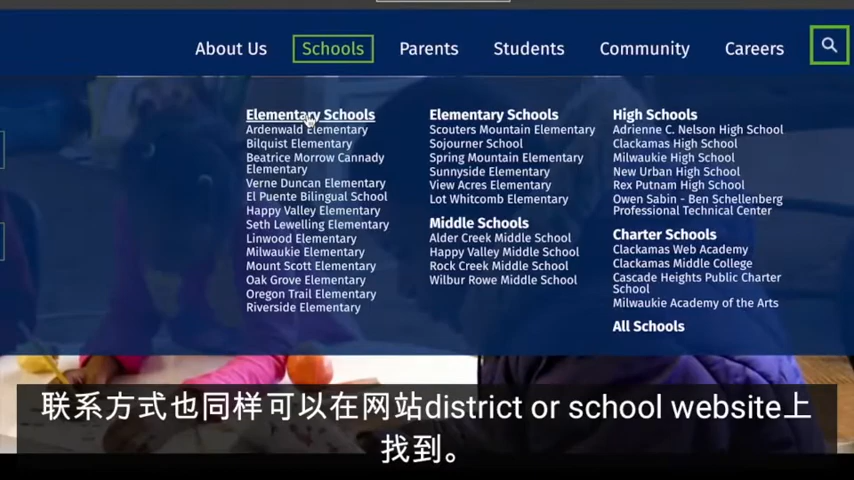 About Us Schools Parents Students Community Careers
Elementary Schools
Ardenwald Elementary
Bilquist Elementary
Beatrice Morrow Cannady
Elementary
Verne Duncan Elementary
El Puente Bilingual School
Happy Valley Elementary
Seth Lewelling Elementary
Linwood Elementary
Milwaukie Elementary
Mount Scott Elementary
Oak Grove Elementary
Oregon Trail Elementary
Riverside Elementary
Elementary Schools
Scouters Mountain Elementary
Sojourner School
Spring Mountain Elementary
Sunnyside Elementary
View Acres Elementary
Lot Whitcomb Elementary
Middle Schools
Alder Creek Middle School
Happy Valley Middle School
Rock Creek Middle School
Wilbur Rowe Middle School
High Schools
Adrienne C. Nelson High School
Clackamas High School
Milwaukie High School
New Urban High School
Rex Putnam High School
Owen Sabin - Ben Schellenberg
Professional Technical Center
Charter Schools
Clackamas Web Academy
Clackamas Middle College
Cascade Heights Public Charter
School
Milwaukie Academy of the Arts
All Schools
联系方式也同样可以在网站district or school website上
找到。